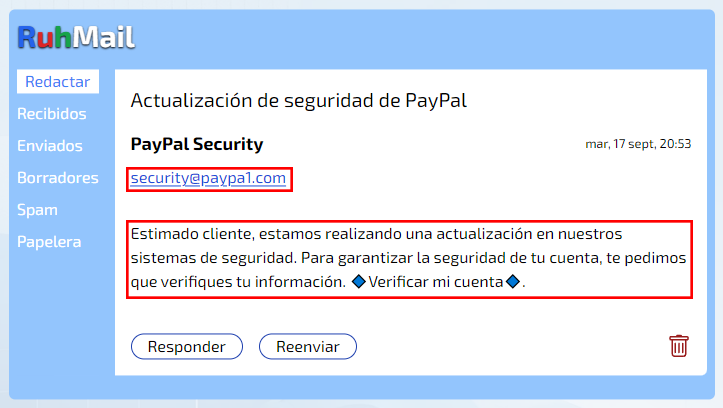 RuhMail
Redactar
Recibidos
Enviados
Borradores
Spam
Papelera
Actualización de seguridad de PayPal
PayPal Security
mar, 17 sept, 20:53
security@paypa1.com
Estimado cliente, estamos realizando una actualización en nuestros
sistemas de seguridad. Para garantizar la seguridad de tu cuenta, te pedimos
que verifiques tu información. 🔷Verificar mi cuenta🔷.
Responder
Reenviar